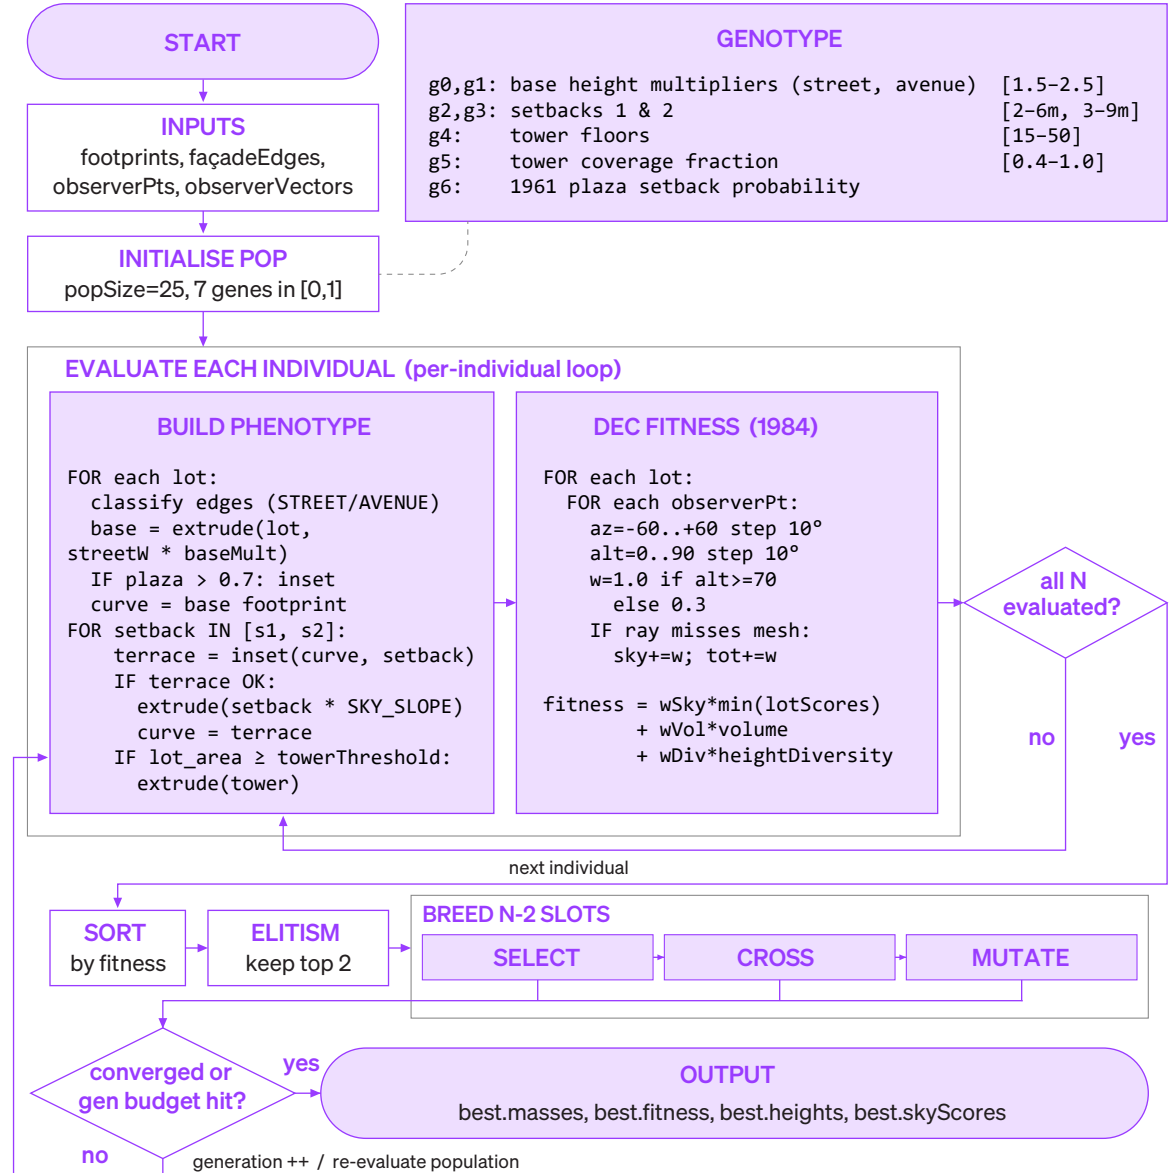 START
INPUTS
footprints, façadeEdges,
observerPts, observerVectors
INITIALISE POP
popSize=25, 7 genes in [0,1]
GENOTYPE
g0,g1: base height multipliers (street, avenue) [1.5–2.5]
g2,g3: setbacks 1 & 2 [2–6m, 3–9m]
g4: tower floors [15–50]
g5: tower coverage fraction [0.4–1.0]
g6: 1961 plaza setback probability
EVALUATE EACH INDIVIDUAL (per-individual loop)
BUILD PHENOTYPE
FOR each lot:
classify edges (STREET/AVENUE)
base = extrude(lot,
streetW * baseMult)
IF plaza > 0.7: inset
curve = base footprint
FOR setback IN [s1, s2]:
terrace = inset(curve, setback)
IF terrace OK:
extrude(setback * SKY_SLOPE)
curve = terrace
IF lot_area ≥ towerThreshold:
extrude(tower)
DEC FITNESS (1984)
FOR each lot:
FOR each observerPt:
az=-60..+60 step 10°
alt=0..90 step 10°
w=1.0 if alt>=70
else 0.3
IF ray misses mesh:
sky+=w; tot+=w
fitness = wSky*min(lotScores)
+ wVol*volume
+ wDiv*heightDiversity
all N
evaluated?
no
yes
next individual
SORT
by fitness
ELITISM
keep top 2
BREED N-2 SLOTS
SELECT
CROSS
MUTATE
converged or
gen budget hit?
yes
OUTPUT
best.masses, best.fitness, best.heights, best.skyScores
no
generation ++ / re-evaluate population